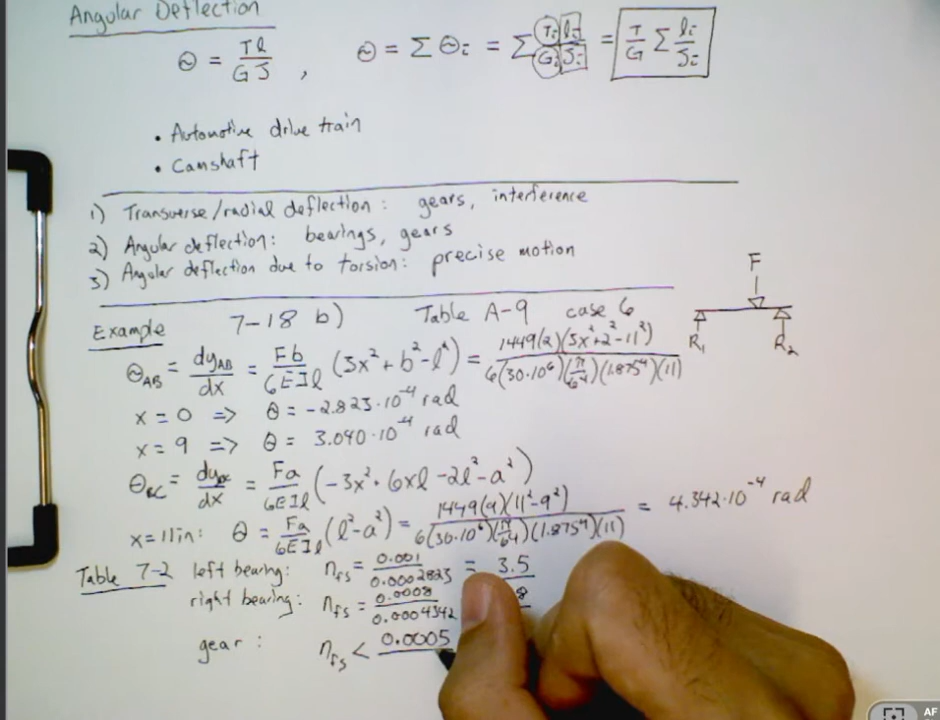 Angular Deflection
Θ = Tl/GJ , Θ = Σ Θi = Σ Tili/GiJi = T/G Σ li/Ji
• Automotive drive train
• Camshaft
1) Transverse/radial deflection: gears, interference
2) Angular deflection: bearings, gears
3) Angular deflection due to torsion: precise motion
F
R1 R2
Example 7-18 b) Table A-9 case 6
ΘAB = dyAB/dx = Fb/6EIl (3x² + b² - l²) = 1449(2)(3x²+2²-11²)/6(30·10⁶)(π/64)(1.875⁴)(11)
x = 0 => Θ = -2.823·10⁻⁴ rad
x = 9 => Θ = 3.040·10⁻⁴ rad
ΘBC = dyBC/dx = Fa/6EIl (-3x² + 6xl - 2l² - a²)
x = 11in: Θ = Fa/6EIl (l² - a²) = 1449(9)(11²-9²)/6(30·10⁶)(π/64)(1.875⁴)(11) = 4.342·10⁻⁴ rad
Table 7-2 left bearing: nfs = 0.001/0.0002823 = 3.5
right bearing: nfs = 0.0008/0.0004342 8
gear: nfs < 0.0005
AF